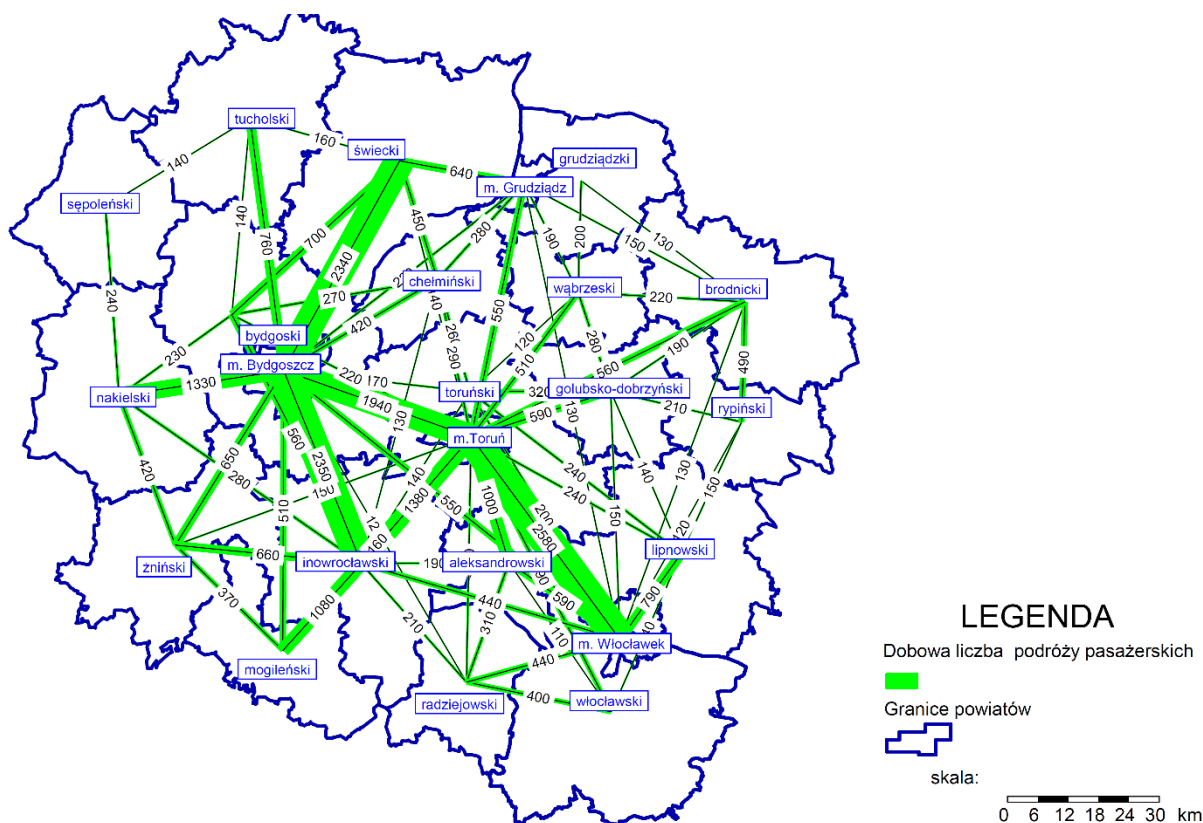 tucholski
160
świecki
140
640
grudziądzki
m. Grudziądz
sępoleński
450
280
190
200
150
130
140
760
700
2340
240
270
chełmiński
wąbrzeski
220
brodnicki
550
bydgoski
420
290
120
280
510
560
190
490
230
m. Bydgoszcz
220
170
toruński
320
golubsko-dobrzyński
nakielski
1330
1940
590
210
rypiński
130
130
m.Toruń
560
2350
650
420
280
150
510
140
1380
160
550
1000
200
2580
240
240
150
140
130
150
120
lipnowski
żniński
660
inowrocławski
aleksandrowski
590
790
370
1080
440
210
310
110
mogileński
m. Włocławek
440
radziejowski
400
włocławski
LEGENDA
Dobowa liczba podróży pasażerskich
Granice powiatów
skala:
0 6 12 18 24 30 km